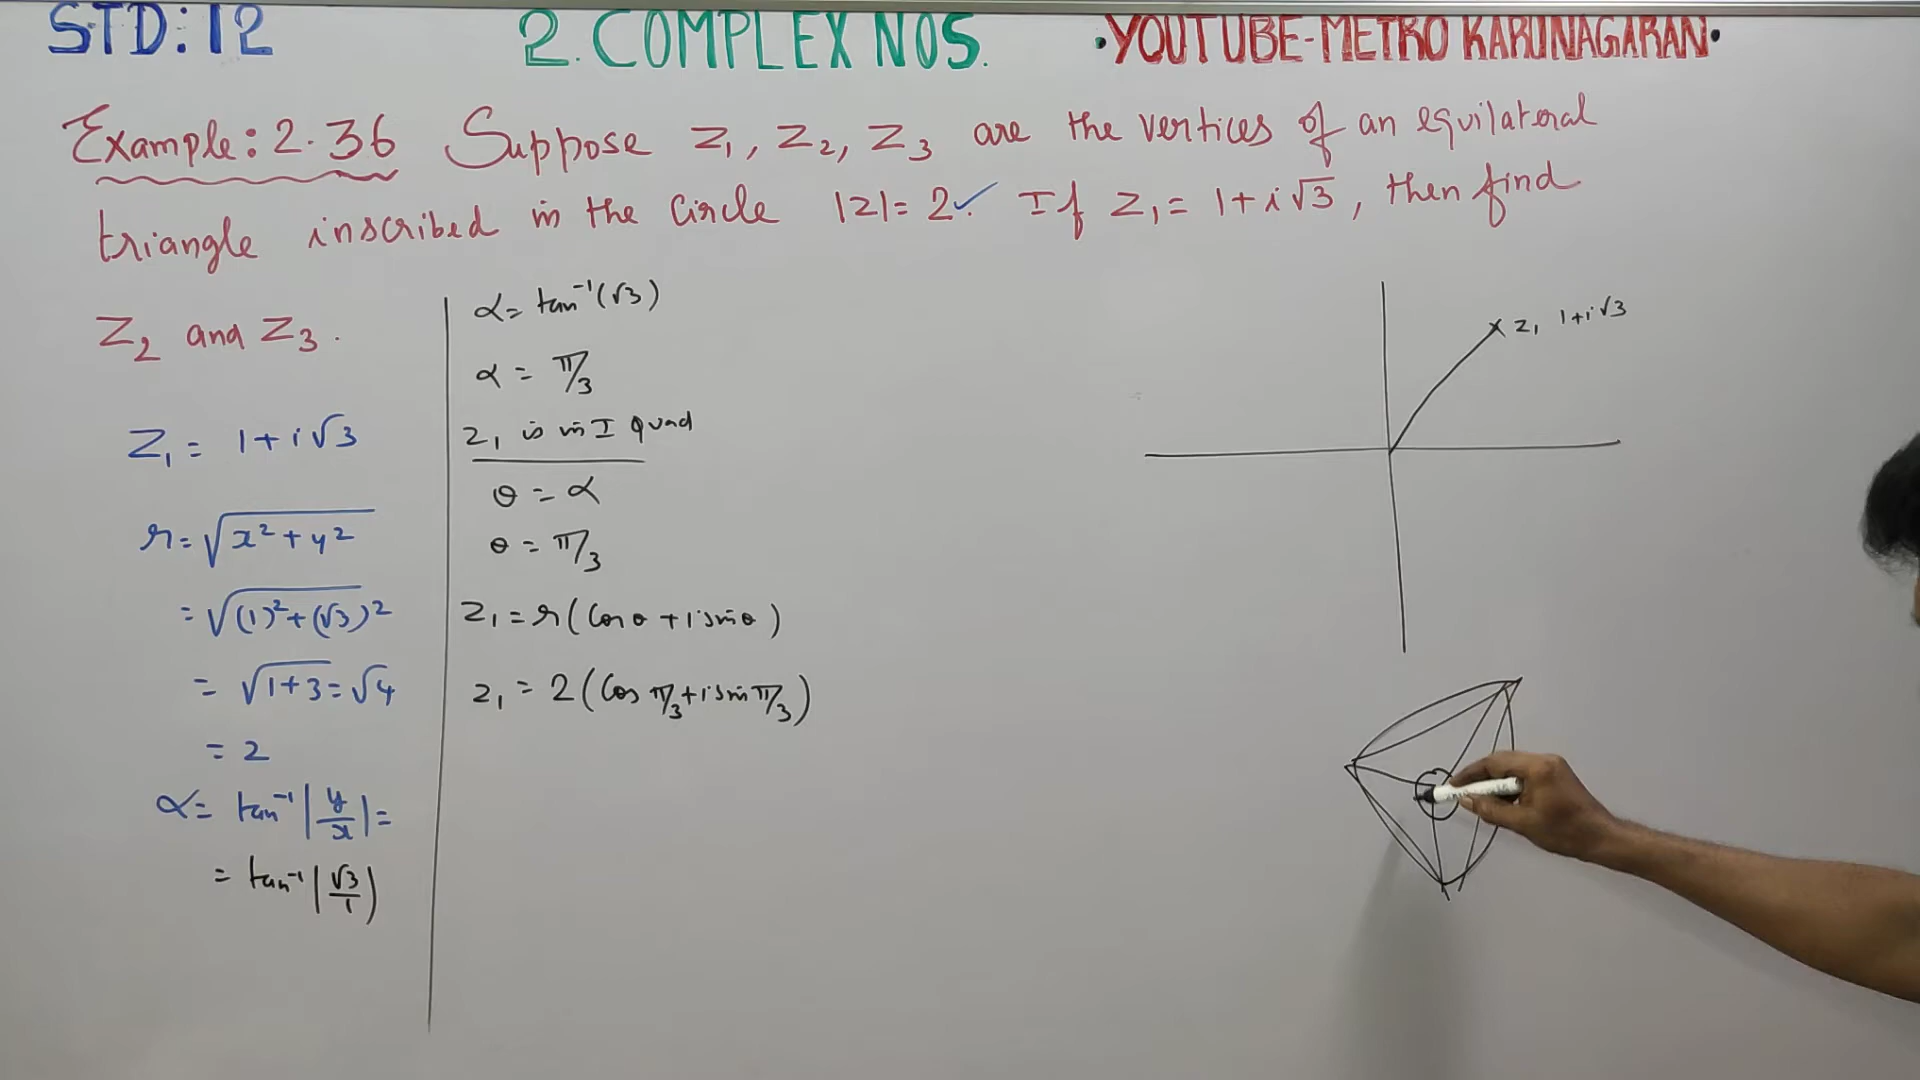 STD: 12
2. COMPLEX NOS.
•YOUTUBE-METRO KARUNAGARAN•
Example: 2.36 Suppose Z₁, Z₂, Z₃ are the vertices of an equilateral
triangle inscribed in the Circle |Z|= 2✓. If Z₁ = 1+i√3, then find
Z₂ and Z₃.
Z₁ = 1+i√3
r = √(x²+y²)
= √((1)²+(√3)²)
= √(1+3) = √4
= 2
α = tan⁻¹|y/x| =
= tan⁻¹|√3/1)
α = tan⁻¹(√3)
α = π/3
Z₁ is in I quad
θ = α
θ = π/3
Z₁ = r(Cos θ + i sin θ)
Z₁ = 2(Cos π/3 + i sin π/3)
Z₁ 1+i√3